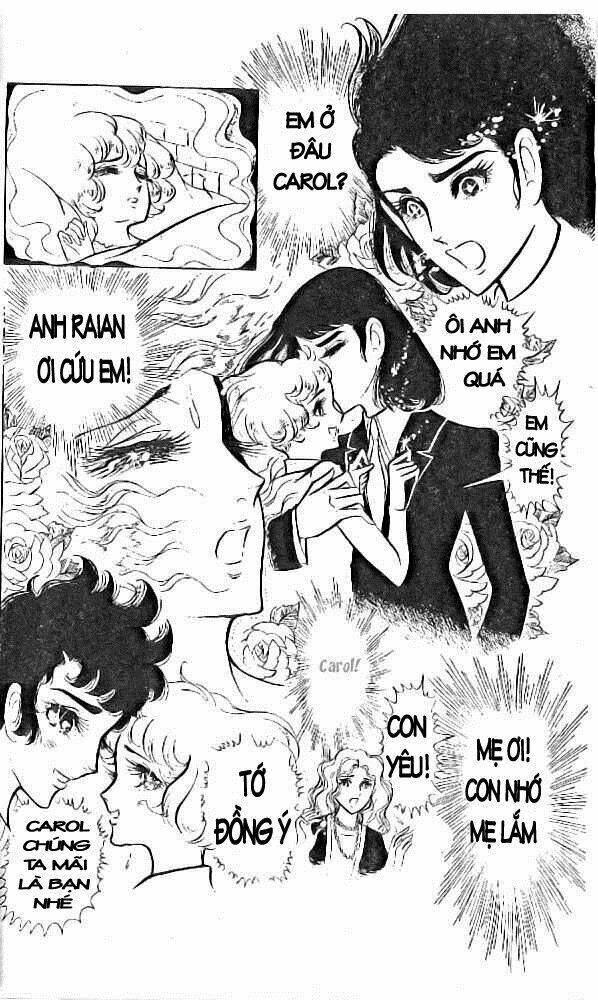 EM Ở
ĐÂU
CAROL?
ANH RAIAN
ƠI CỨU EM!
ÔI ANH
NHỚ EM
QUÁ
EM
CŨNG
THẾ!
Carol!
CON
YÊU!
MẸ ƠI!
CON NHỚ
MẸ LẮM
TỚ
ĐỒNG Ý
CAROL
CHÚNG
TA MÃI
LÀ BẠN
NHÉ